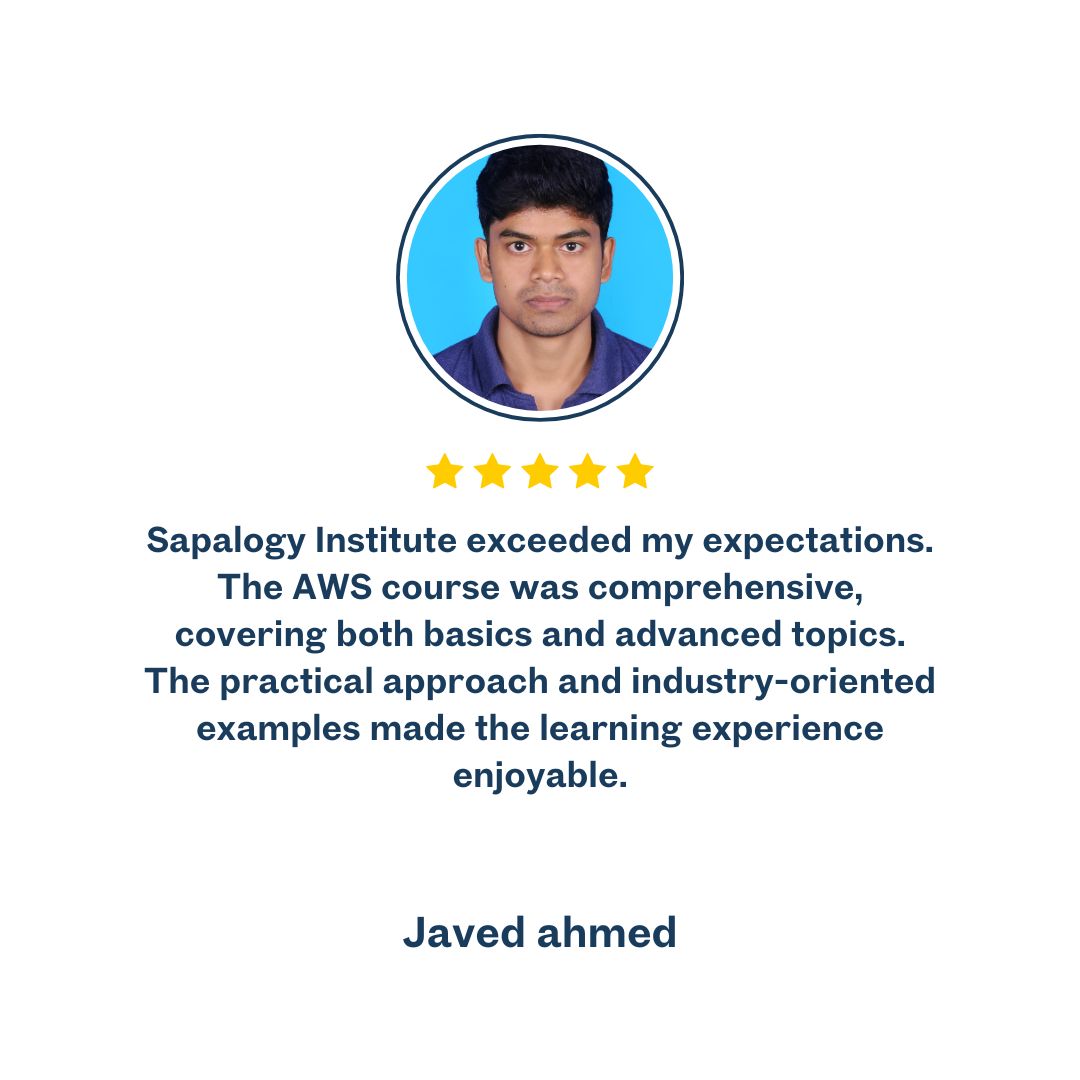 Sapalogy Institute exceeded my expectations.
The AWS course was comprehensive,
covering both basics and advanced topics.
The practical approach and industry-oriented
examples made the learning experience
enjoyable.
Javed ahmed